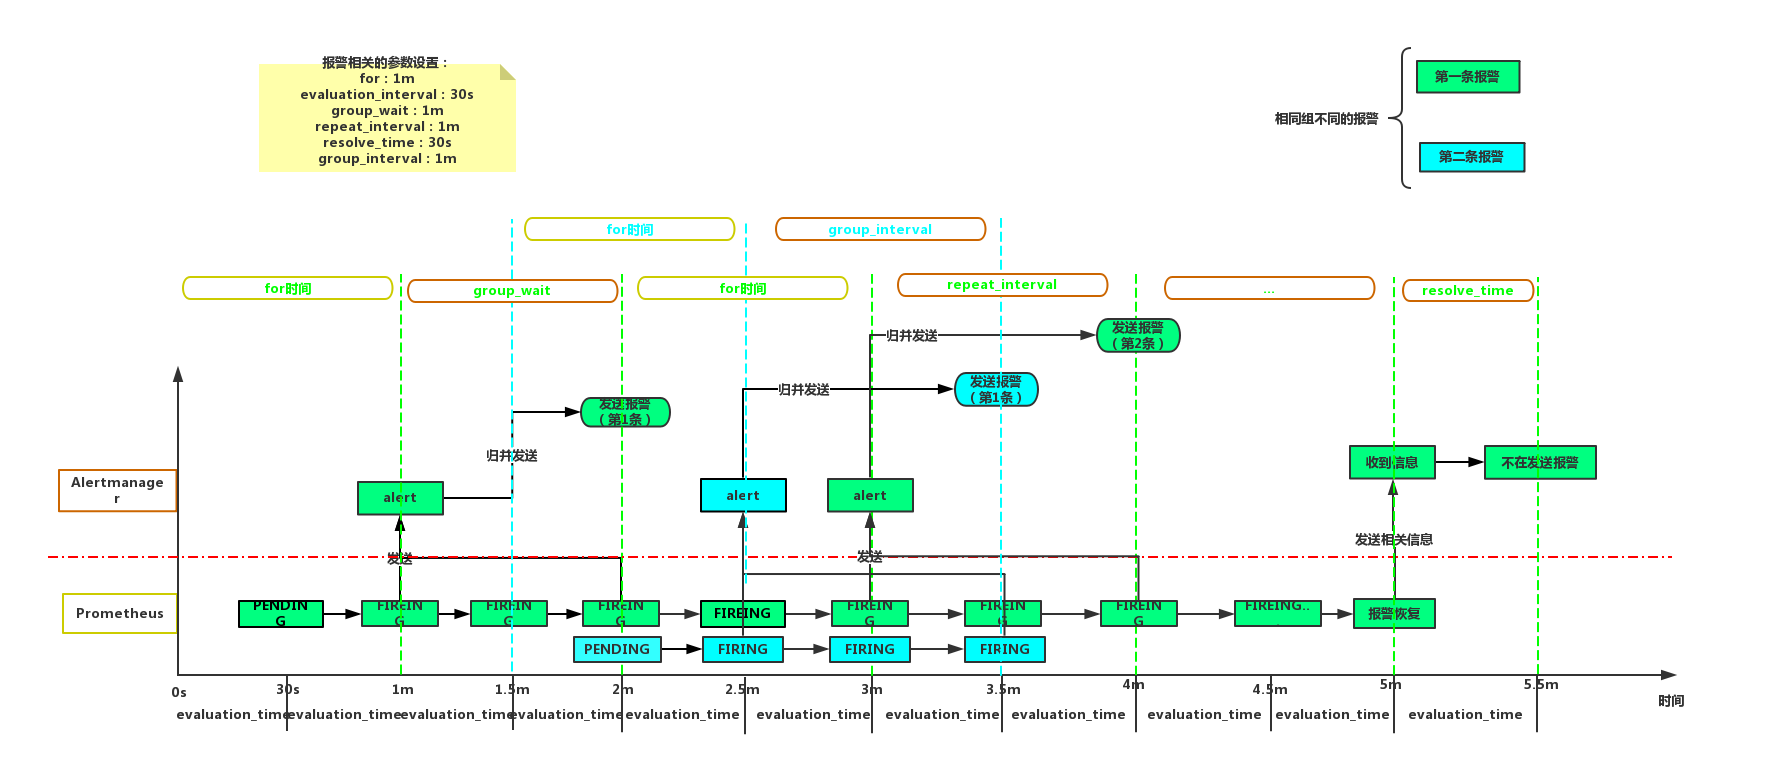 报警相关的参数设置：
for：1m
evaluation_interval：30s
group_wait：1m
repeat_interval：1m
resolve_time：30s
group_interval：1m
第一条报警
相同组不同的报警
第二条报警
for时间
group_interval
for时间
group_wait
for时间
repeat_interval
...
resolve_time
归并发送
发送报警
（第2条）
归并发送
发送报警
（第1条）
发送报警
（第1条）
归并发送
收到信息
不在发送报警
Alertmanage
r
alert
alert
alert
发送
发送
发送相关信息
Prometheus
PENDIN
G
FIREIN
G
FIREIN
G
FIREIN
G
FIREING
FIREIN
G
FIREIN
G
FIREIN
G
FIREING..
.
报警恢复
PENDING
FIRING
FIRING
FIRING
0s
30s
1m
1.5m
2m
2.5m
3m
3.5m
4m
4.5m
5m
5.5m
时间
evaluation_time
evaluation_time
evaluation_time
evaluation_time
evaluation_time
evaluation_time
evaluation_time
evaluation_time
evaluation_time
evaluation_time
evaluation_time